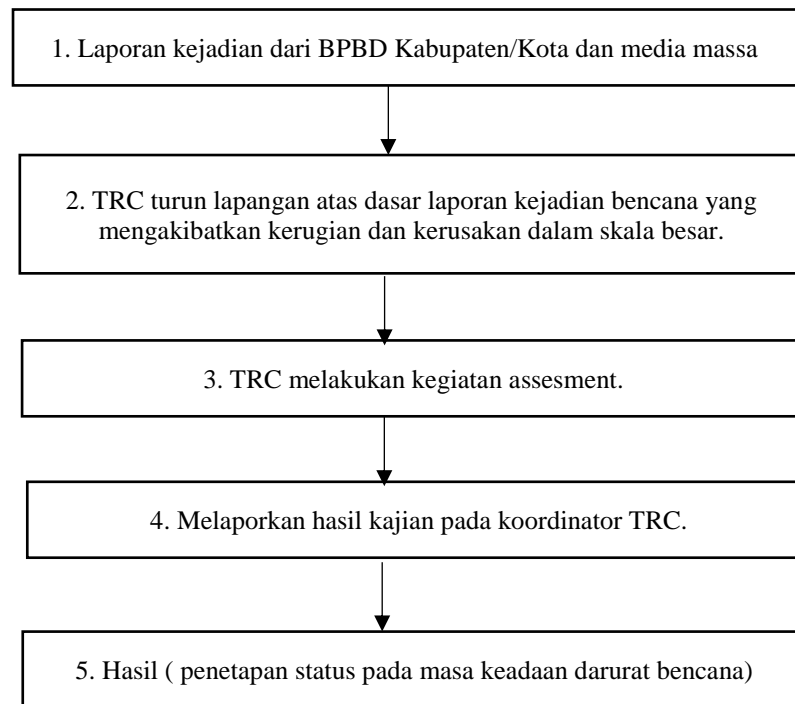 1. Laporan kejadian dari BPBD Kabupaten/Kota dan media massa
2. TRC turun lapangan atas dasar laporan kejadian bencana yang
mengakibatkan kerugian dan kerusakan dalam skala besar.
3. TRC melakukan kegiatan assesment.
4. Melaporkan hasil kajian pada koordinator TRC.
5. Hasil ( penetapan status pada masa keadaan darurat bencana)